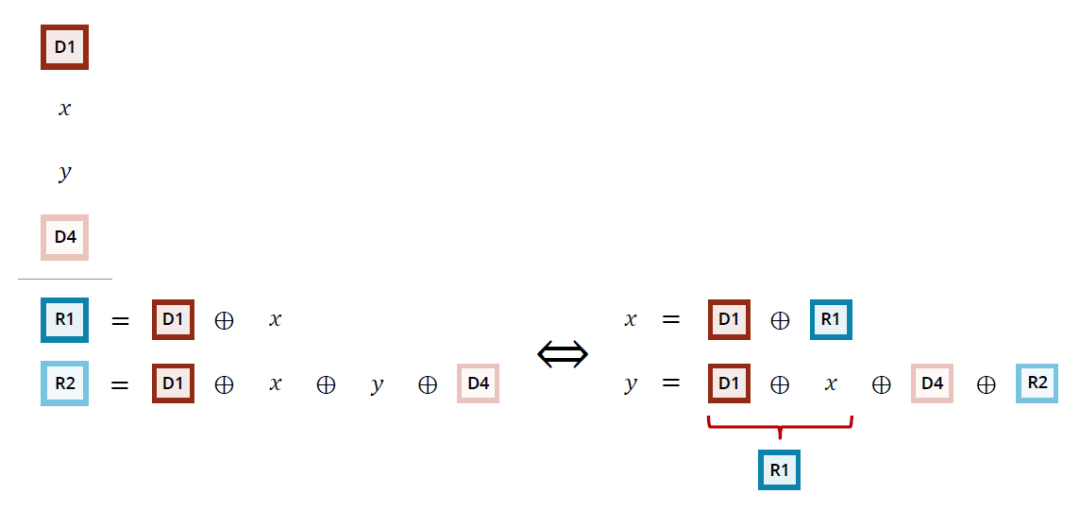 D1
x
y
D4
R1 = D1 ⊕ x
R2 = D1 ⊕ x ⊕ y ⊕ D4
⇔
x = D1 ⊕ R1
y = D1 ⊕ x ⊕ D4 ⊕ R2
R1